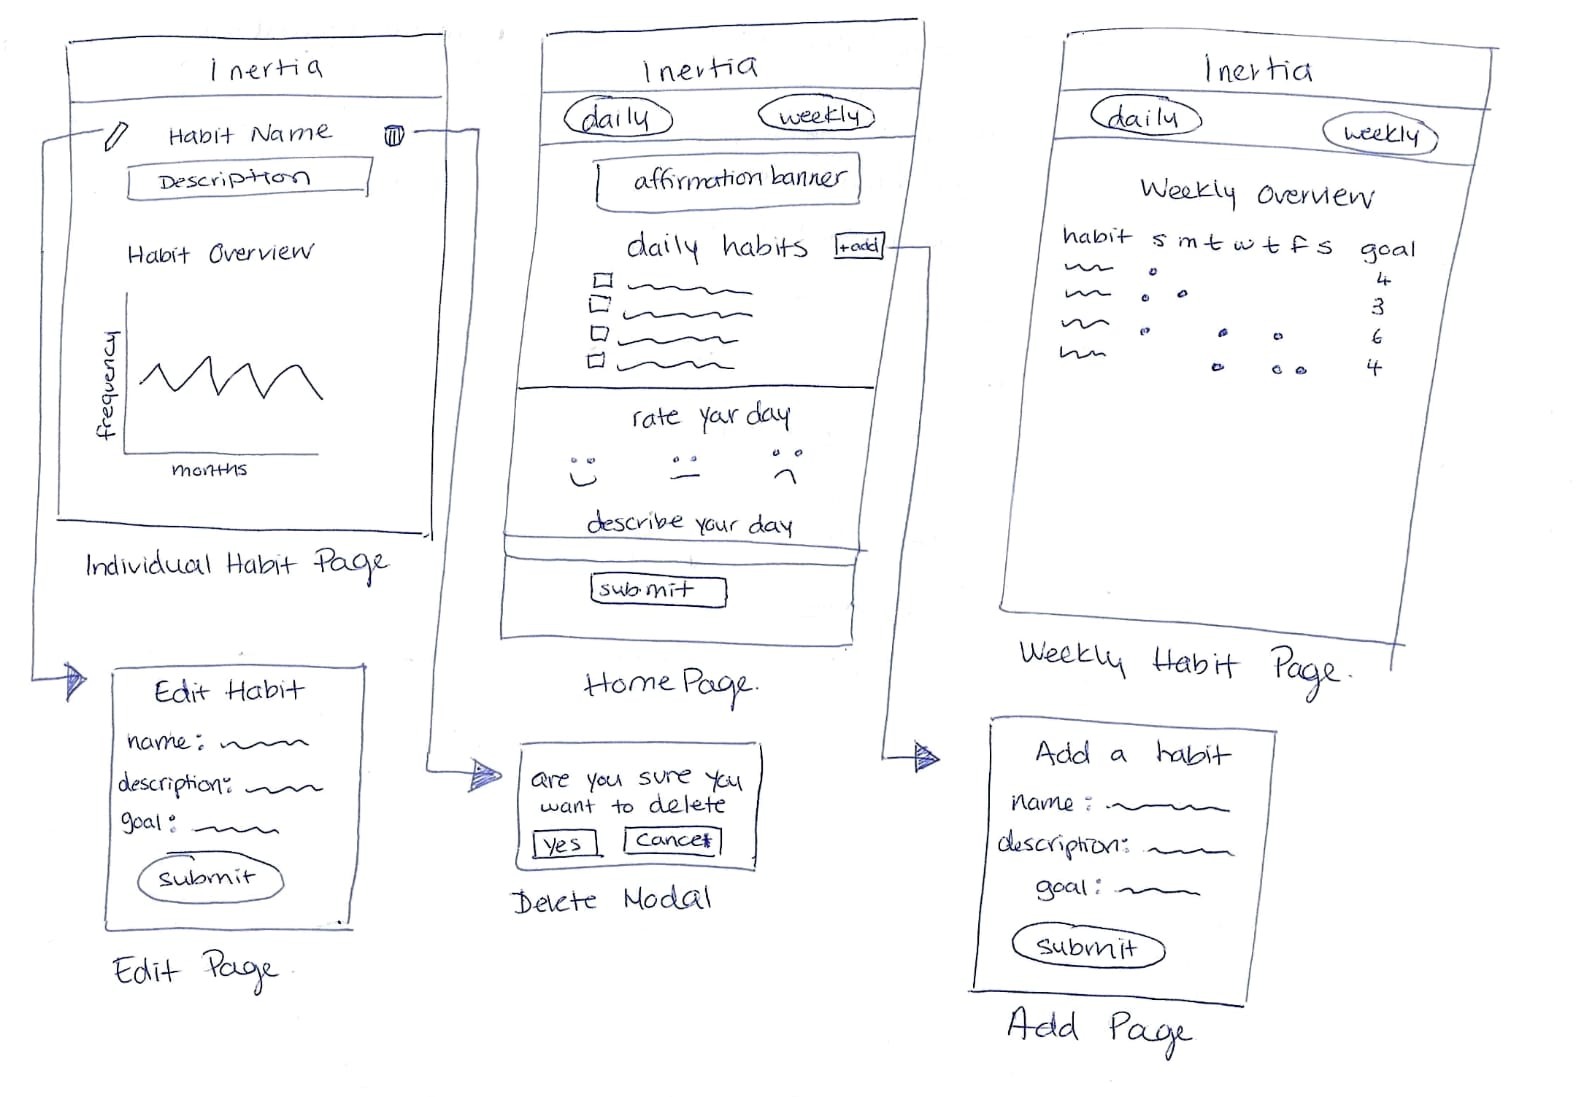 Inertia
Habit Name
Description
Habit Overview
frequency
months
Individual Habit Page
Inertia
daily weekly
affirmation banner
daily habits +add
rate your day
describe your day
submit
Home Page.
Inertia
daily weekly
Weekly Overview
habit s m t w t f s goal
4
3
6
4
Weekly Habit Page.
Edit Habit
name:
description:
goal:
submit
Edit Page
are you sure you
want to delete
yes Cancel
Delete Modal
Add a habit
name:
description:
goal:
submit
Add Page